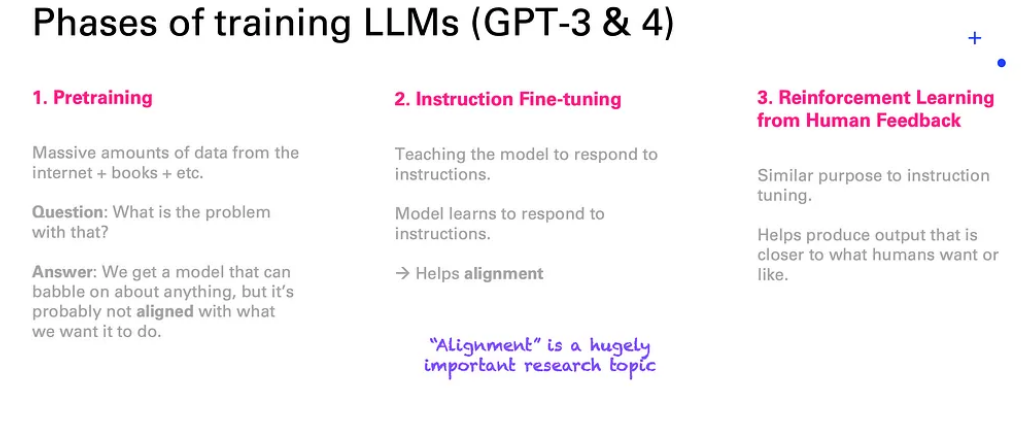 Phases of training LLMs (GPT-3 & 4)
1. Pretraining
Massive amounts of data from the
internet + books + etc.
Question: What is the problem
with that?
Answer: We get a model that can
babble on about anything, but it's
probably not aligned with what
we want it to do.
2. Instruction Fine-tuning
Teaching the model to respond to
instructions.
Model learns to respond to
instructions.
→ Helps alignment
"Alignment" is a hugely
important research topic
3. Reinforcement Learning
from Human Feedback
Similar purpose to instruction
tuning.
Helps produce output that is
closer to what humans want or
like.